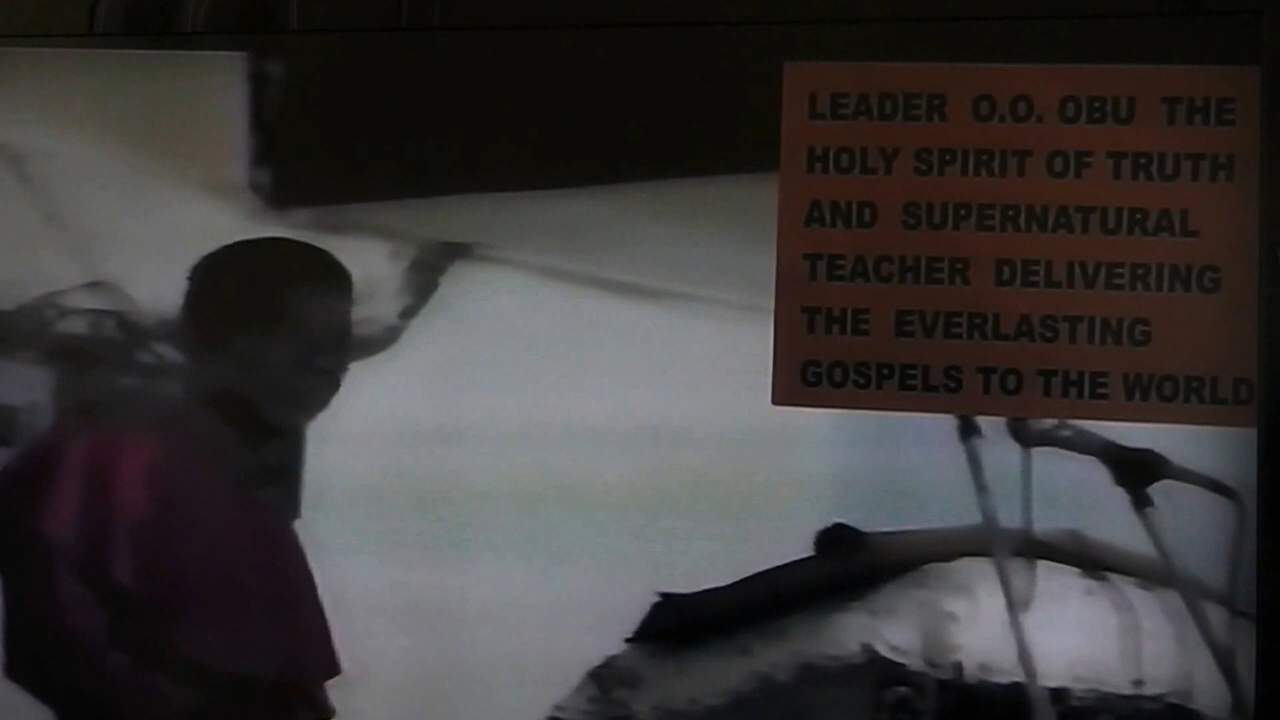 LEADER O.O. OBU THE
HOLY SPIRIT OF TRUTH
AND SUPERNATURAL
TEACHER DELIVERING
THE EVERLASTING
GOSPELS TO THE WORLD